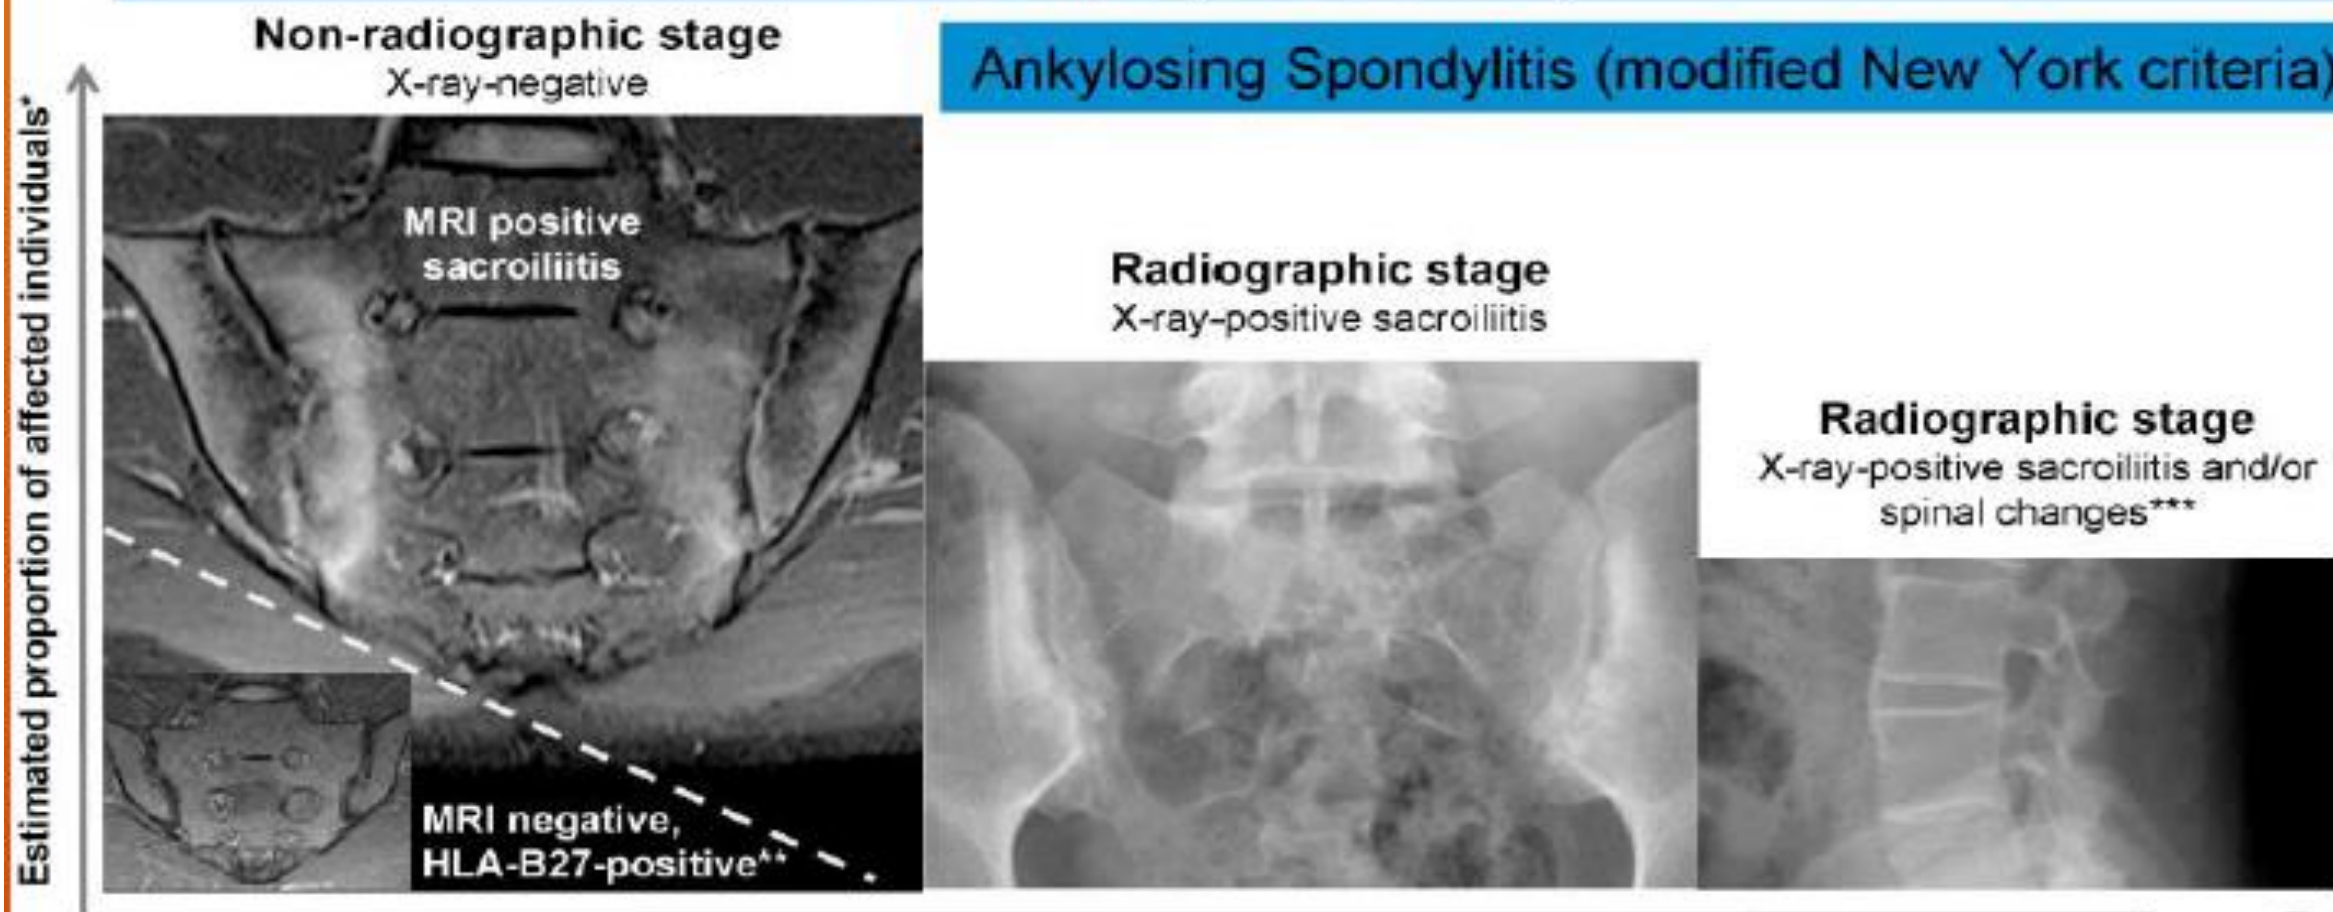 Non-radiographic stage
X-ray-negative
Ankylosing Spondylitis (modified New York criteria)
Estimated proportion of affected individuals*
MRI positive
sacroiliitis
Radiographic stage
X-ray-positive sacroiliitis
Radiographic stage
X-ray-positive sacroiliitis and/or
spinal changes***
MRI negative,
HLA-B27-positive**